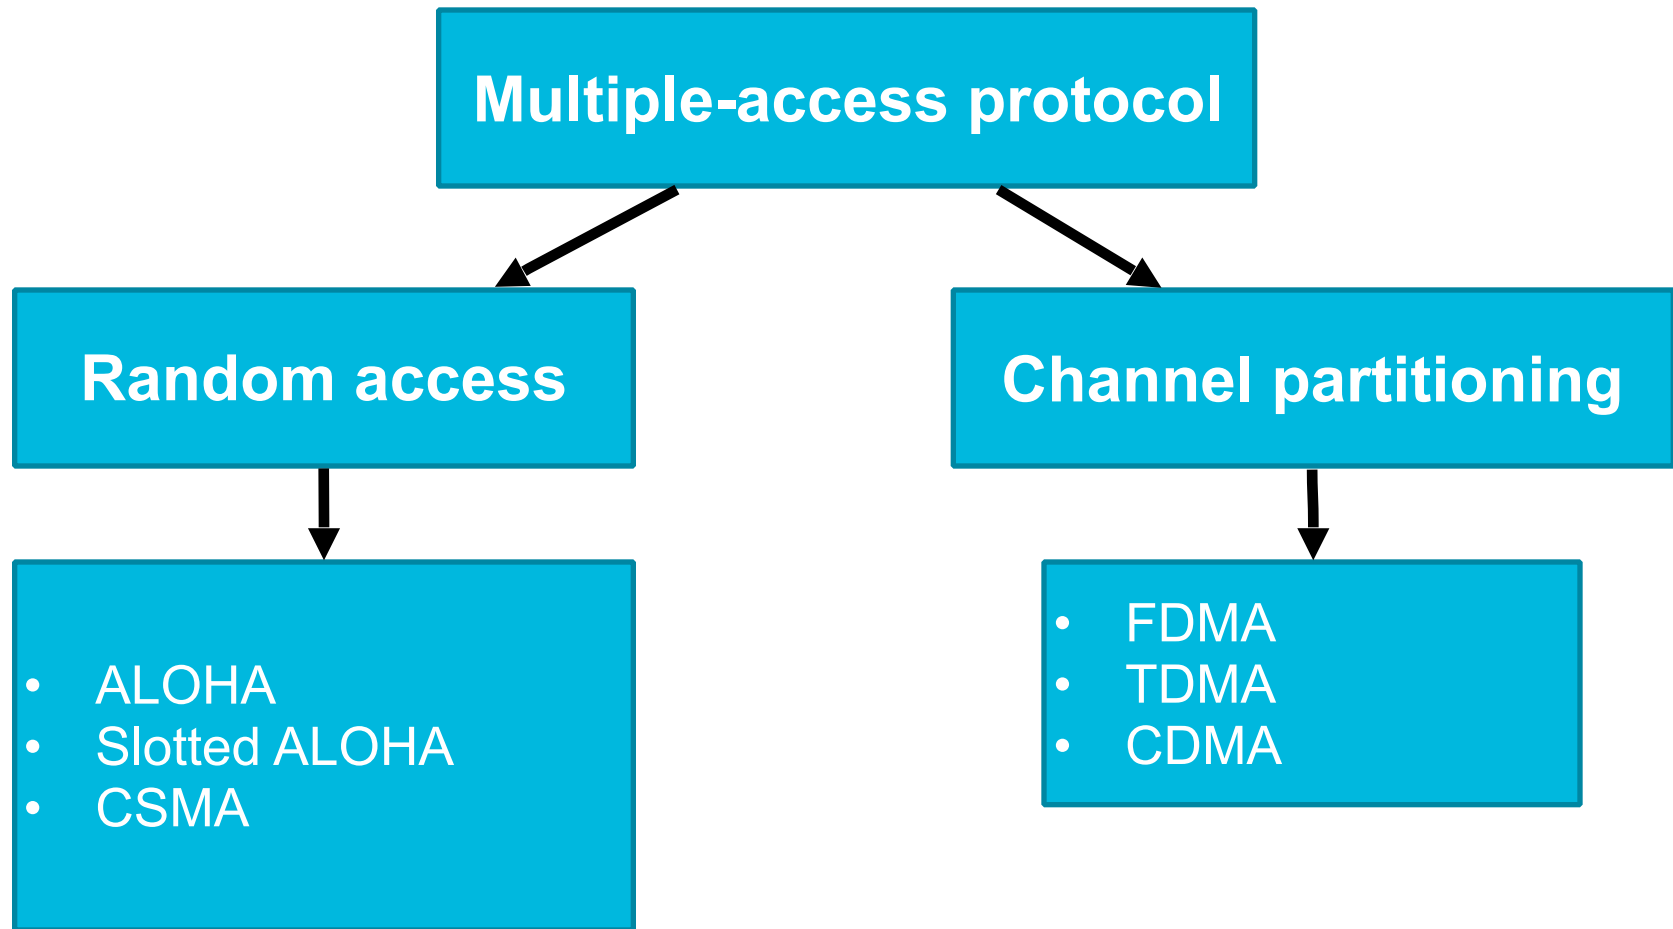 Multiple-access protocol
Random access
Channel partitioning
• ALOHA
• Slotted ALOHA
• CSMA
• FDMA
• TDMA
• CDMA